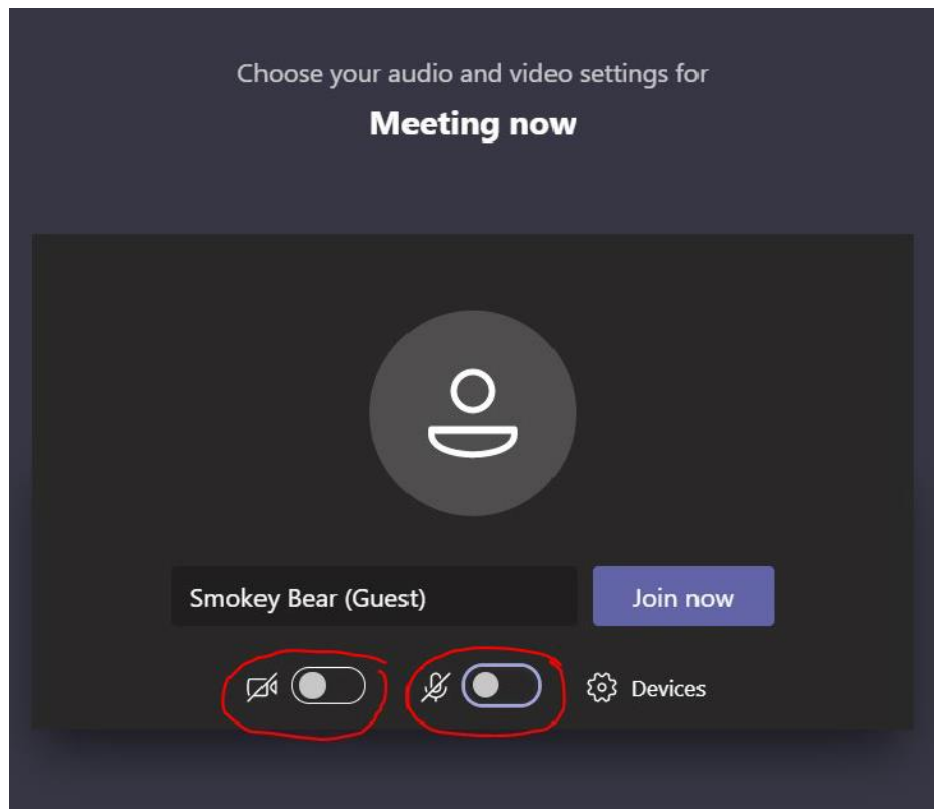 Choose your audio and video settings for
Meeting now
Smokey Bear (Guest)
Join now
Devices